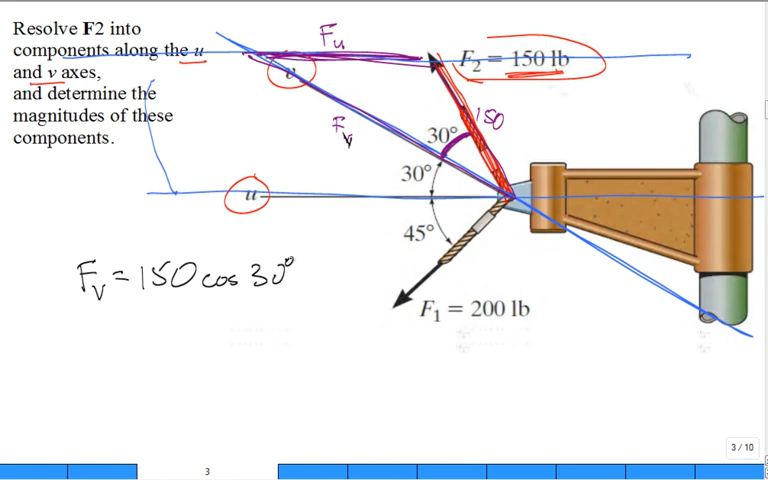 Resolve F2 into
components along the u
and v axes,
and determine the
magnitudes of these
components.
Fu
F2 = 150 lb
v
150
Fv
30°
30°
u
45°
Fv = 150 cos 30°
F1 = 200 lb
3 / 10
3